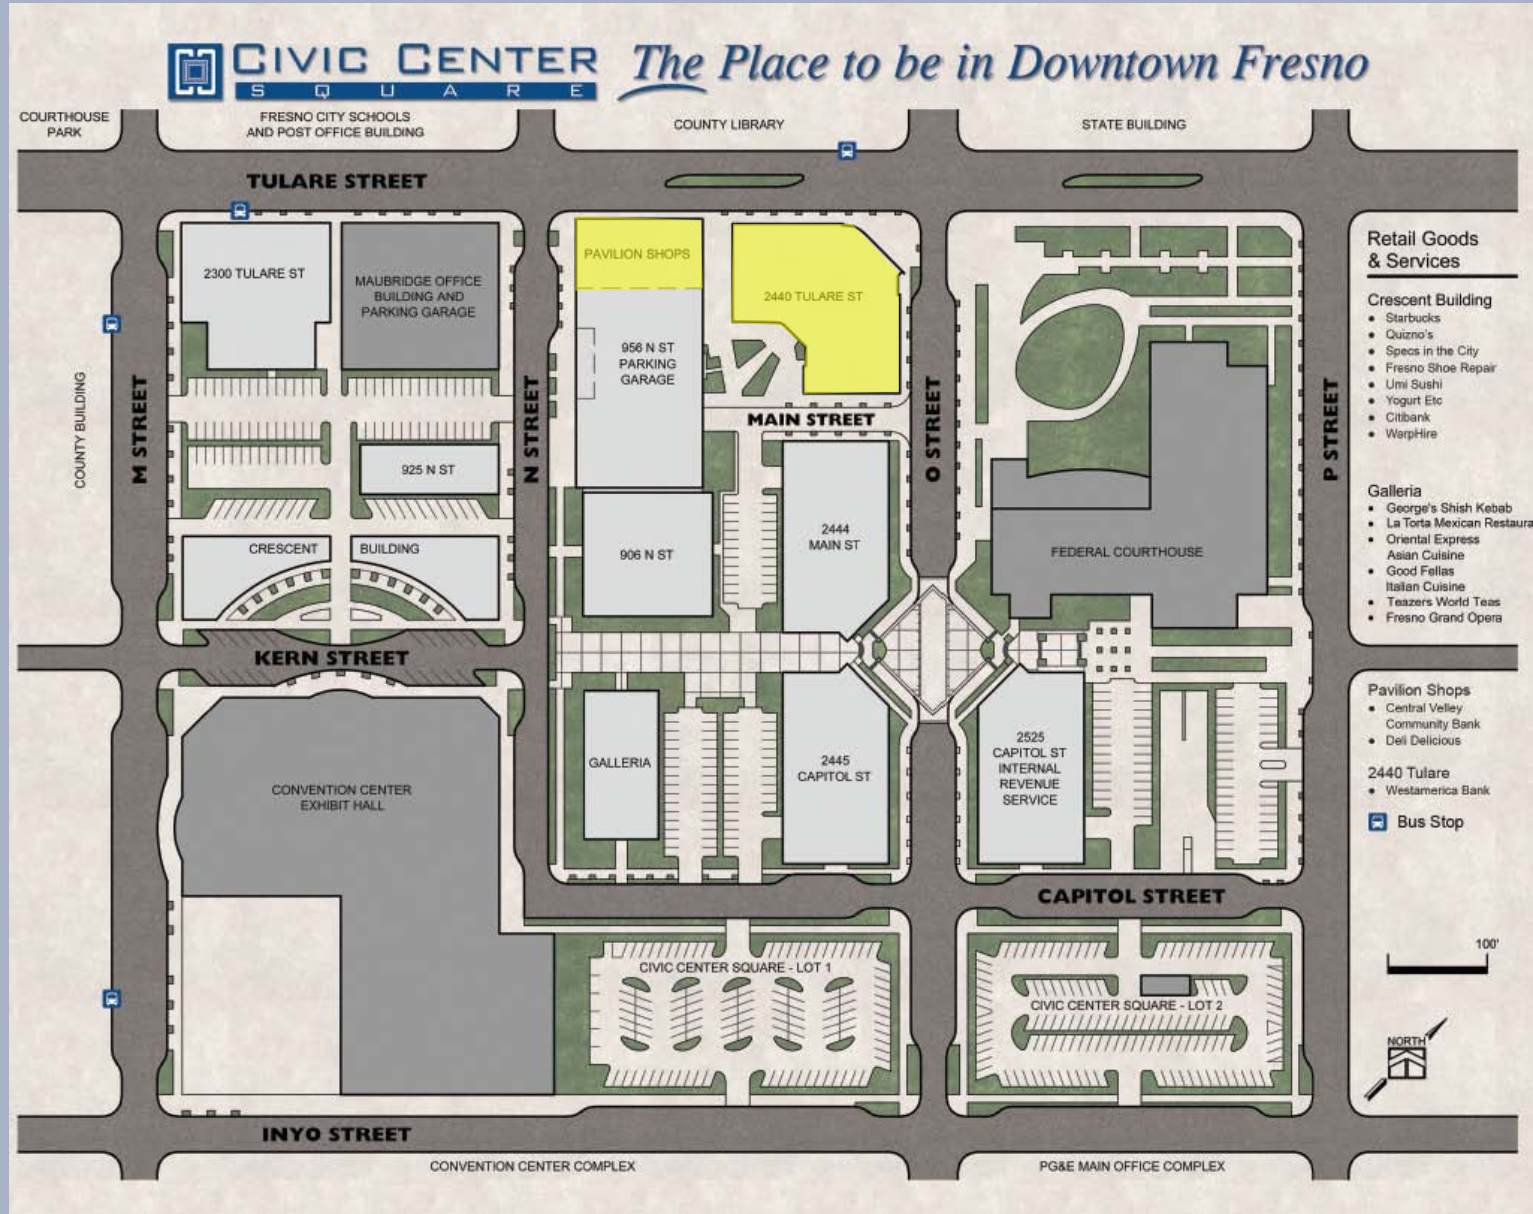 CIVIC CENTER
SQUARE
The Place to be in Downtown Fresno
COURTHOUSE
PARK
FRESNO CITY SCHOOLS
AND POST OFFICE BUILDING
COUNTY LIBRARY
STATE BUILDING
TULARE STREET
2300 TULARE ST
MAUBRIDGE OFFICE
BUILDING AND
PARKING GARAGE
PAVILION SHOPS
2440 TULARE ST
956 N ST
PARKING
GARAGE
MAIN STREET
COUNTY BUILDING
M STREET
N STREET
O STREET
P STREET
925 N ST
CRESCENT BUILDING
906 N ST
2444
MAIN ST
FEDERAL COURTHOUSE
KERN STREET
CONVENTION CENTER
EXHIBIT HALL
GALLERIA
2445
CAPITOL ST
2525
CAPITOL ST
INTERNAL
REVENUE
SERVICE
CAPITOL STREET
CIVIC CENTER SQUARE - LOT 1
CIVIC CENTER SQUARE - LOT 2
INYO STREET
CONVENTION CENTER COMPLEX
PG&E MAIN OFFICE COMPLEX
Retail Goods
& Services
Crescent Building
• Starbucks
• Quizno's
• Specs in the City
• Fresno Shoe Repair
• Umi Sushi
• Yogurt Etc
• Citibank
• WarpHire
Galleria
• George's Shish Kebab
• La Torta Mexican Restaura
• Oriental Express
Asian Cuisine
• Good Fellas
Italian Cuisine
• Teazers World Teas
• Fresno Grand Opera
Pavilion Shops
• Central Velley
Community Bank
• Deli Delicious
2440 Tulare
• Westamerica Bank
Bus Stop
100'
NORTH